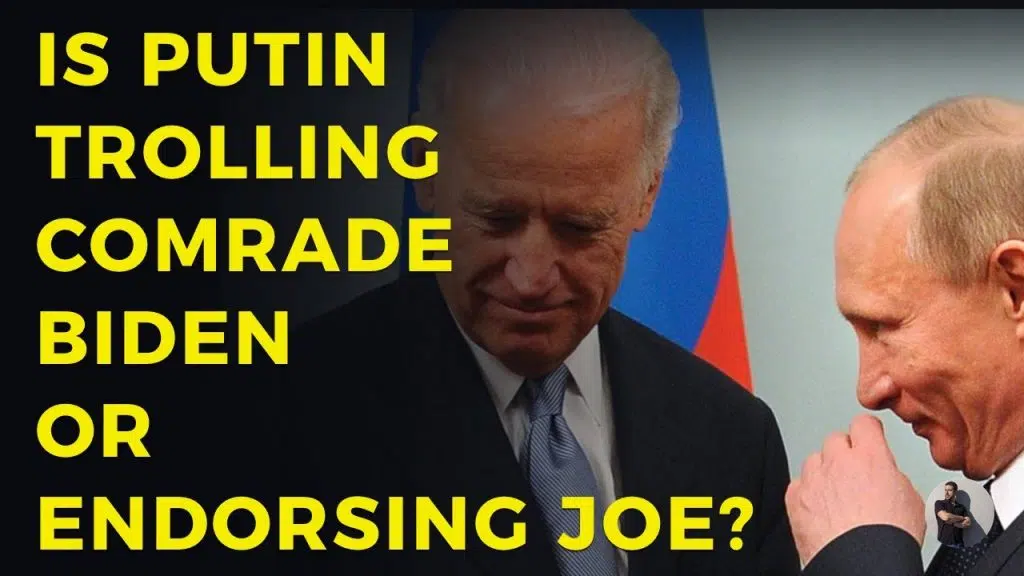 IS PUTIN
TROLLING
COMRADE
BIDEN
OR
ENDORSING JOE?